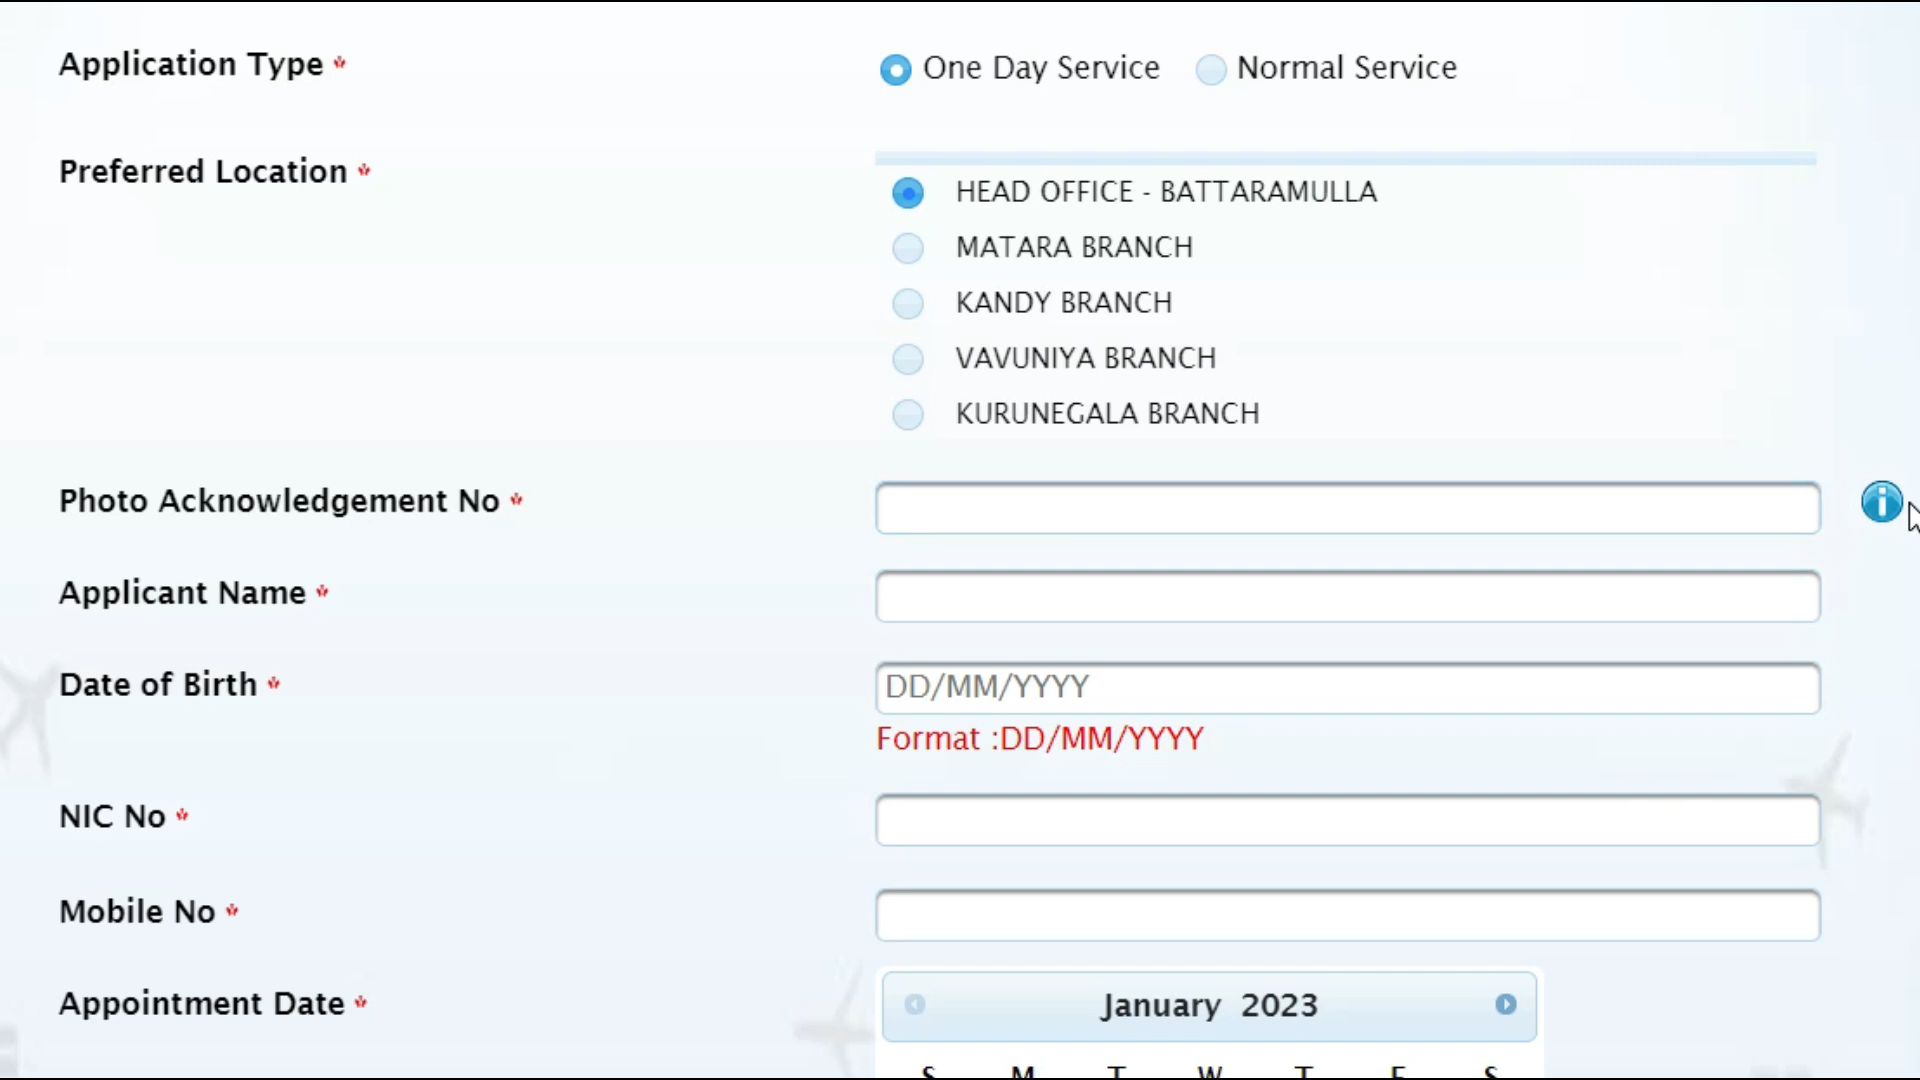 Application Type *
One Day Service Normal Service
Preferred Location *
HEAD OFFICE - BATTARAMULLA
MATARA BRANCH
KANDY BRANCH
VAVUNIYA BRANCH
KURUNEGALA BRANCH
Photo Acknowledgement No *
Applicant Name *
Date of Birth *
DD/MM/YYYY
Format :DD/MM/YYYY
NIC No *
Mobile No *
Appointment Date *
January 2023
S M T W T F S